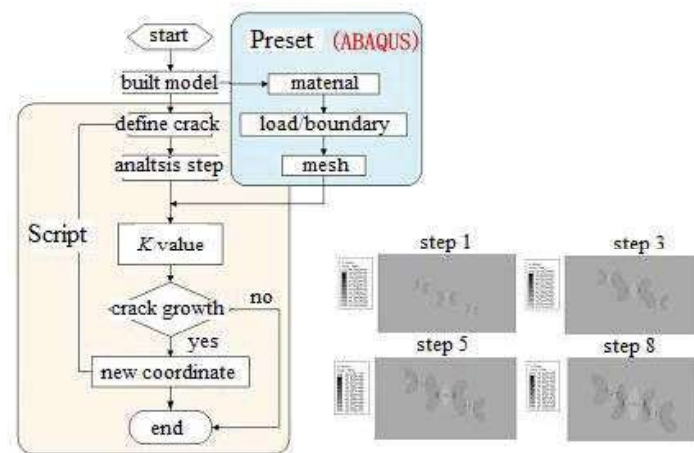 start
Preset (ABAQUS)
built model
material
define crack
load/boundary
analtsis step
mesh
Script
K value
crack growth
no
yes
new coordinate
end
step 1
step 3
step 5
step 8